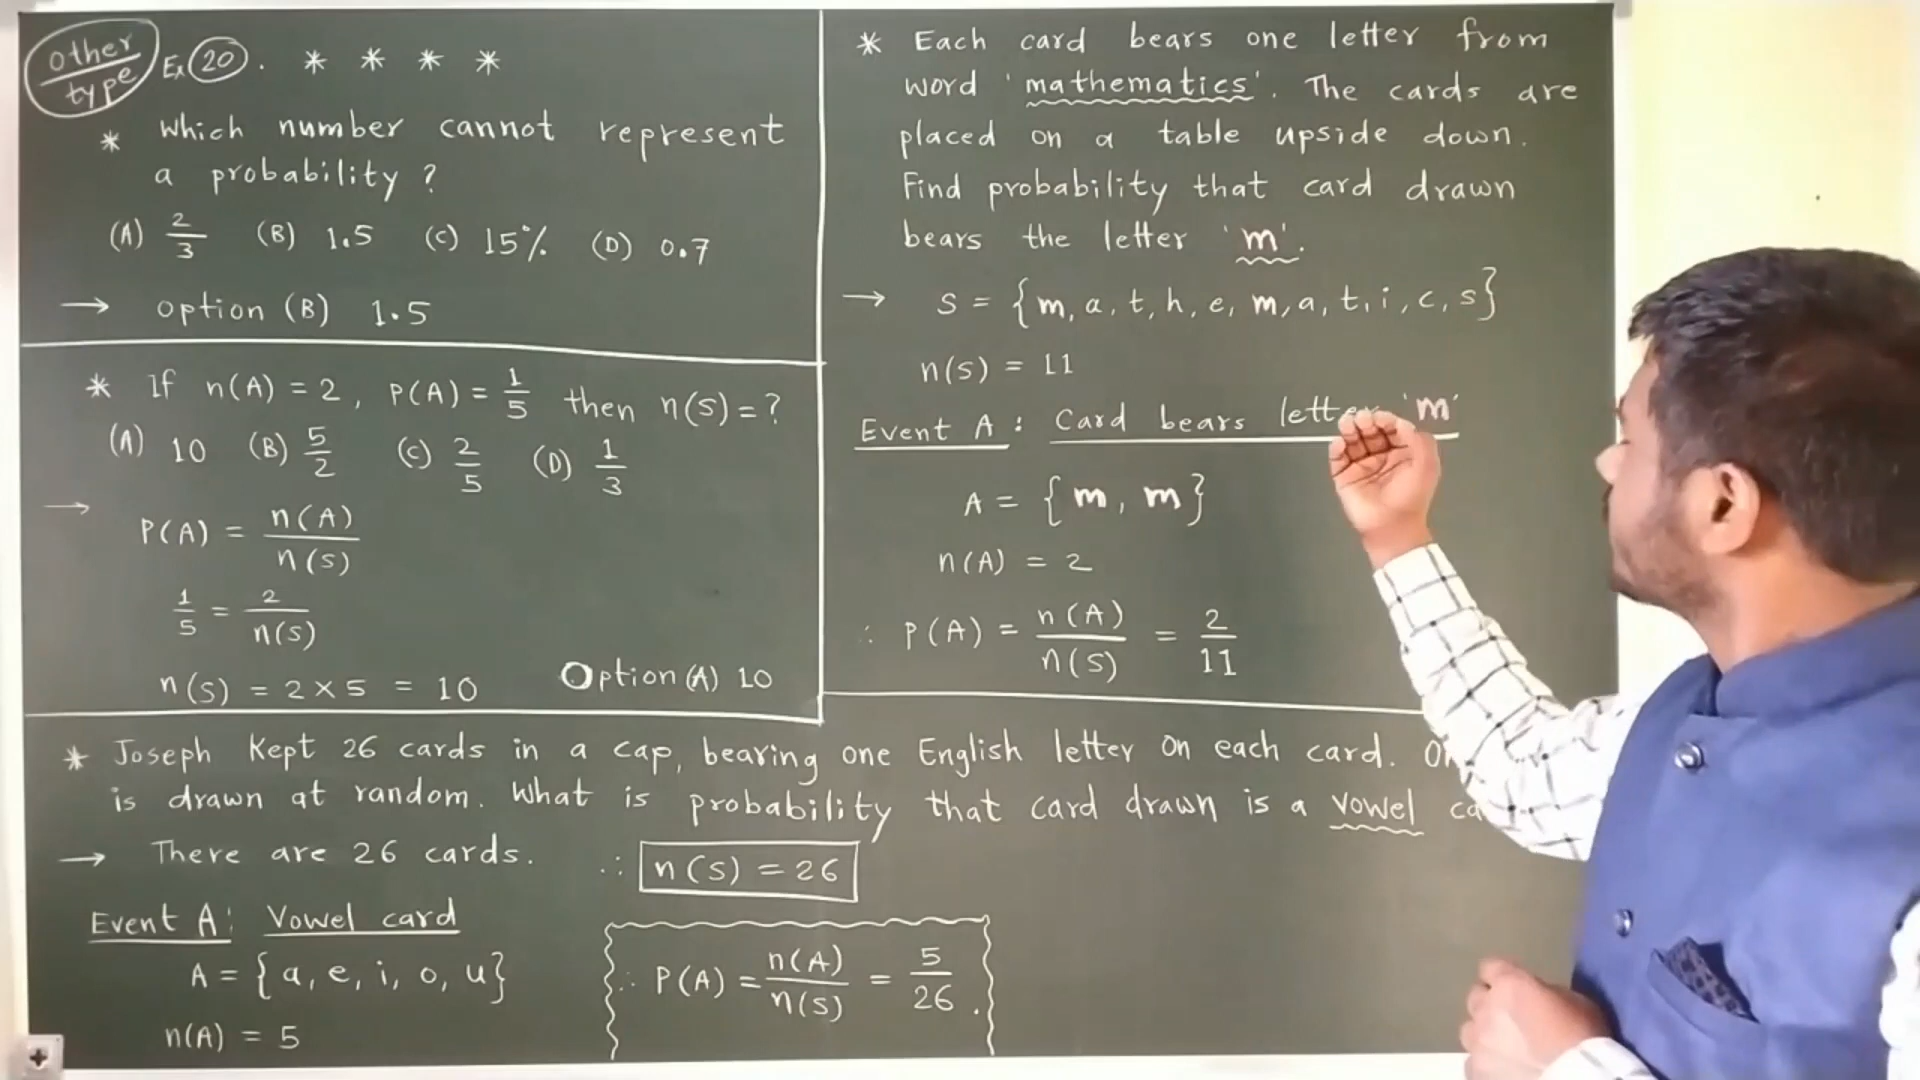 other
type
Ex 20. * * * *
* Which number cannot represent
a probability ?
(A) 2/3 (B) 1.5 (C) 15% (D) 0.7
→ option (B) 1.5
* If n(A) = 2, P(A) = 1/5 then n(S) = ?
(A) 10 (B) 5/2 (C) 2/5 (D) 1/3
→
P(A) = n(A)/n(S)
1/5 = 2/n(S)
n(S) = 2 × 5 = 10 Option (A) 10
* Each card bears one letter from
word 'mathematics'. The cards are
placed on a table upside down.
Find probability that card drawn
bears the letter 'm'.
→ S = {m, a, t, h, e, m, a, t, i, c, s}
n(S) = 11
Event A : Card bears letter 'm'
A = {m, m}
n(A) = 2
∴ P(A) = n(A)/n(S) = 2/11
* Joseph kept 26 cards in a cap, bearing one English letter on each card.
is drawn at random. What is probability that card drawn is a vowel
→ There are 26 cards. ∴ n(S) = 26
Event A: Vowel card
A = {a, e, i, o, u}
n(A) = 5
∴ P(A) = n(A)/n(S) = 5/26.